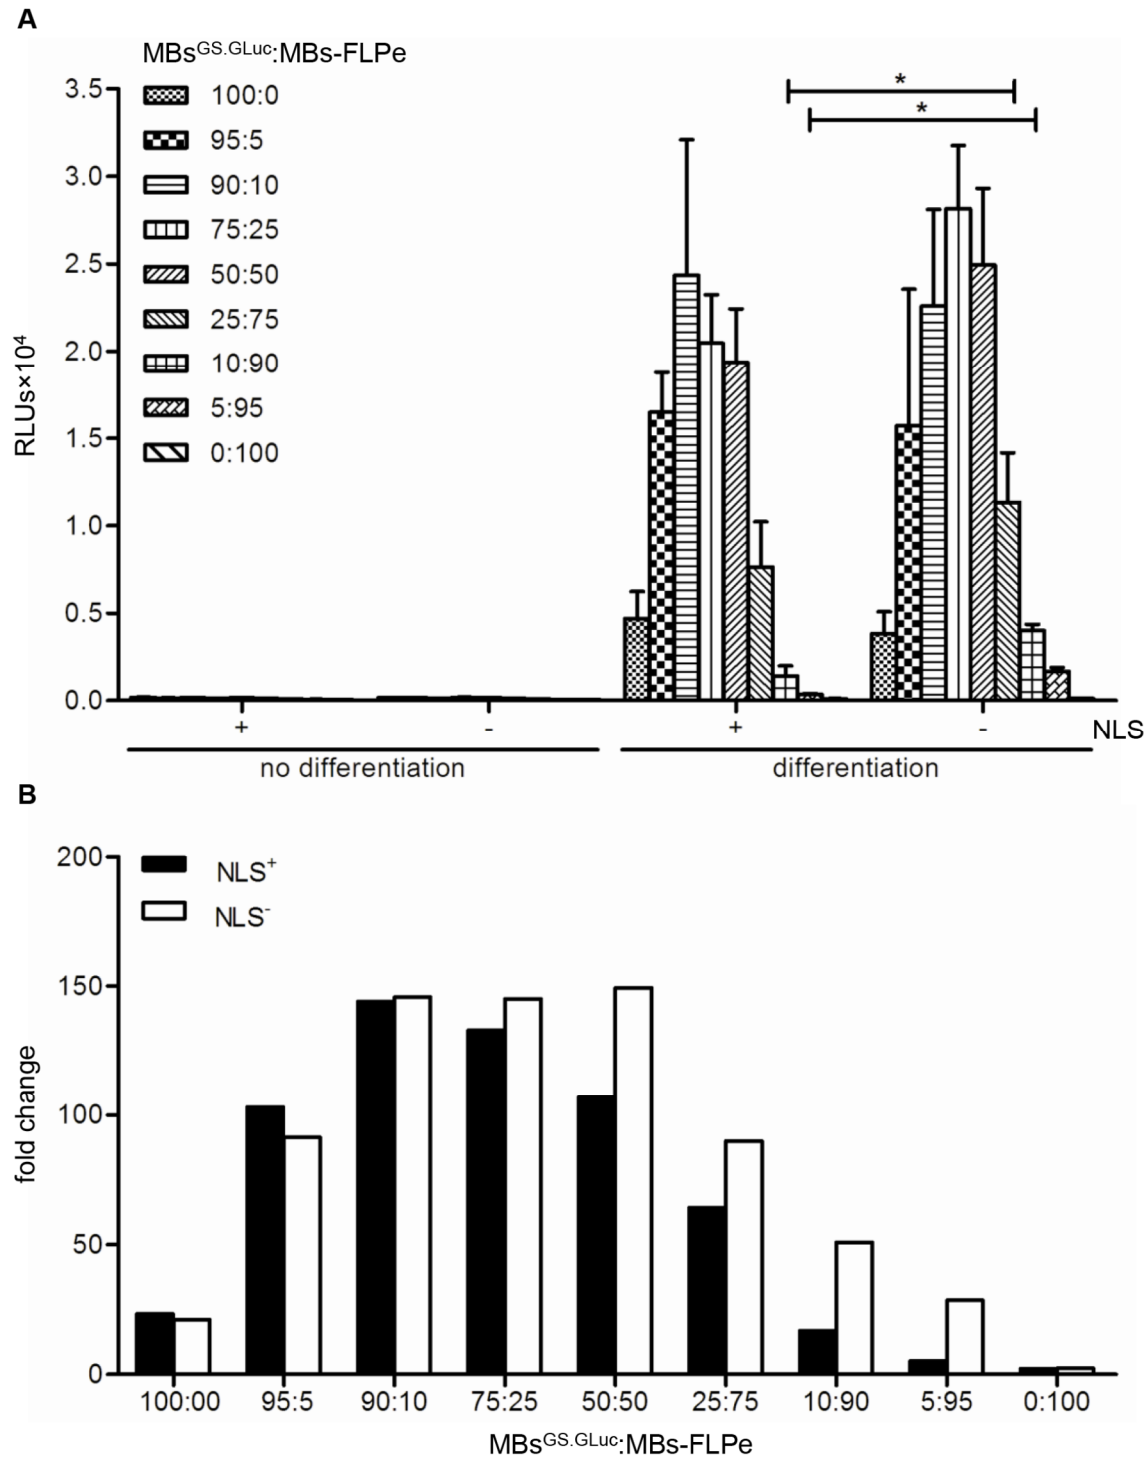 A
MBsGS.GLuc:MBs-FLPe
100:0
95:5
90:10
75:25
50:50
25:75
10:90
5:95
0:100
* 
*
RLUs×10⁴
3.5
3.0
2.5
2.0
1.5
1.0
0.5
0.0
+ - + - NLS
no differentiation differentiation
B
NLS⁺
NLS⁻
fold change
200
150
100
50
0
100:00 95:5 90:10 75:25 50:50 25:75 10:90 5:95 0:100
MBsGS.GLuc:MBs-FLPe